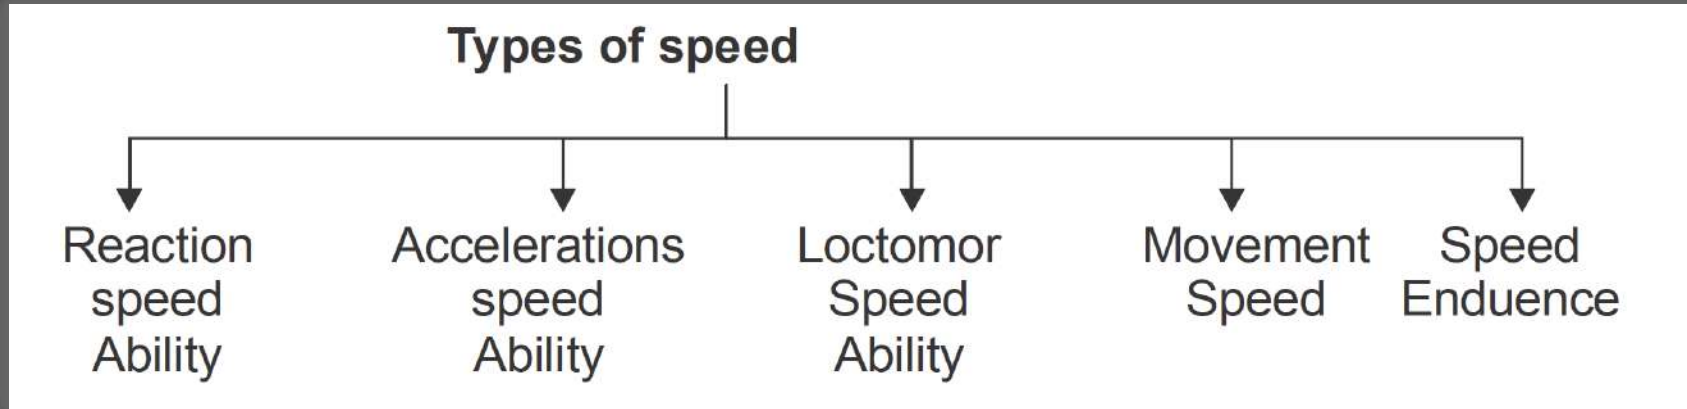 Types of speed
Reaction
speed
Ability
Accelerations
speed
Ability
Loctomor
Speed
Ability
Movement
Speed
Speed
Enduence